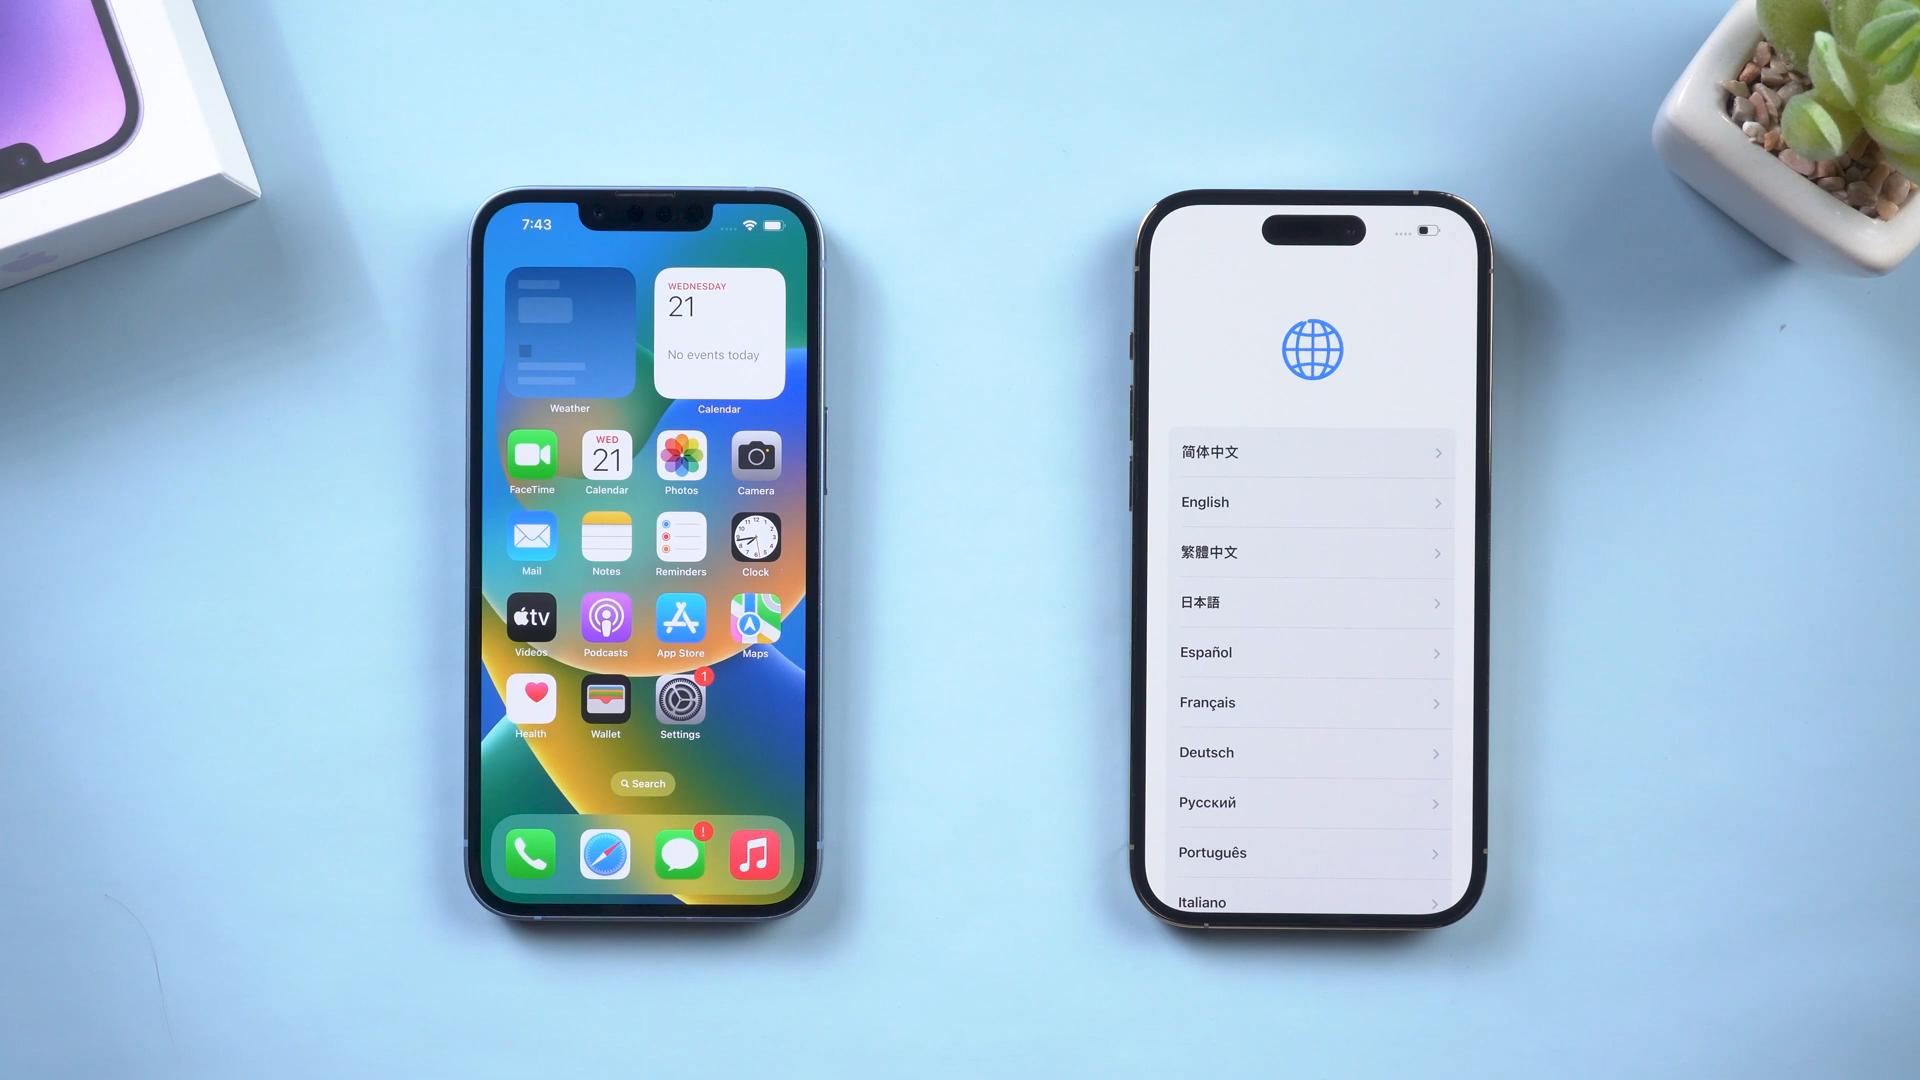 7:43
WEDNESDAY
21
No events today
Weather
Calendar
WED
21
FaceTime
Calendar
Photos
Camera
Mail
Notes
Reminders
Clock
tv
Videos
Podcasts
App Store
Maps
1
Health
Wallet
Settings
Search
!
简体中文
English
繁體中文
日本語
Español
Français
Deutsch
Русский
Português
Italiano